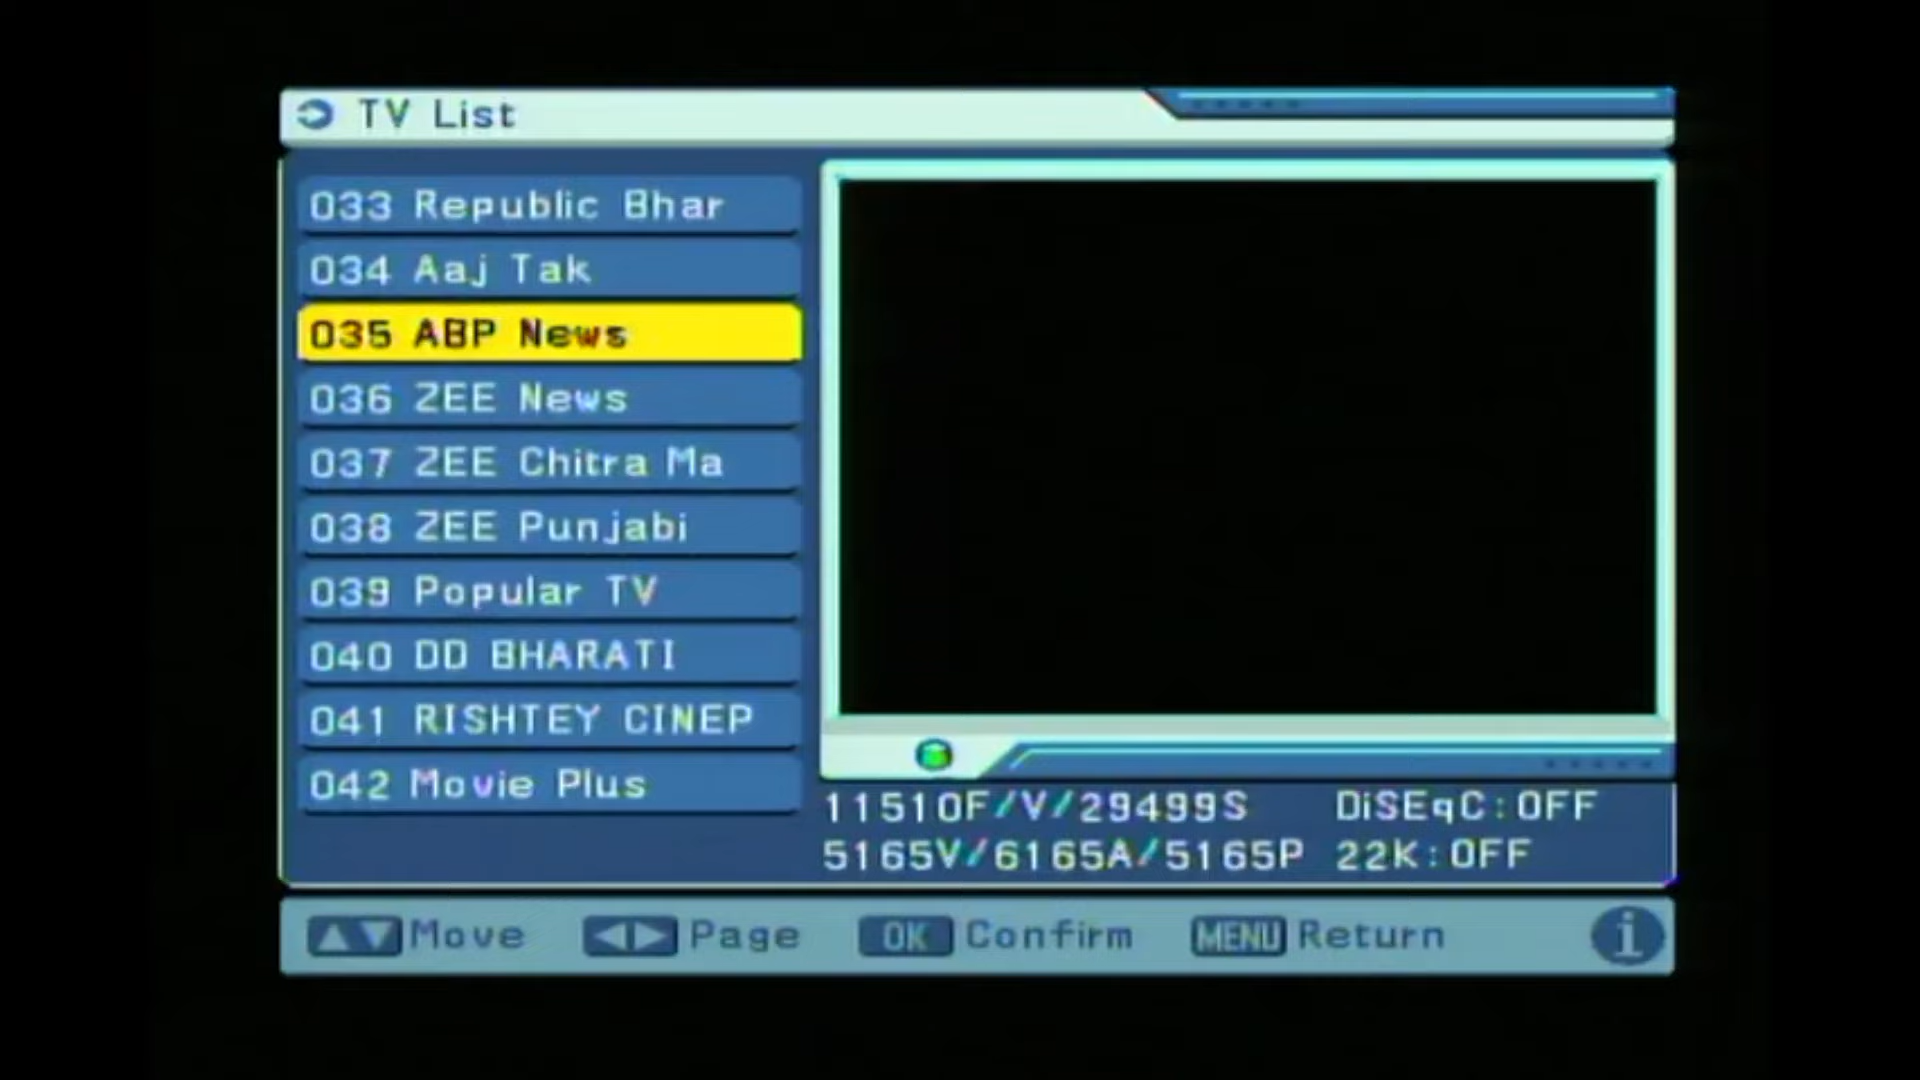 TV List
033 Republic Bhar
034 Aaj Tak
035 ABP News
036 ZEE News
037 ZEE Chitra Ma
038 ZEE Punjabi
039 Popular TV
040 DD BHARATI
041 RISHTEY CINEP
042 Movie Plus
11510F/V/29499S DiSEqC:OFF
5165V/6165A/5165P 22K:OFF
Move Page OK Confirm MENU Return i